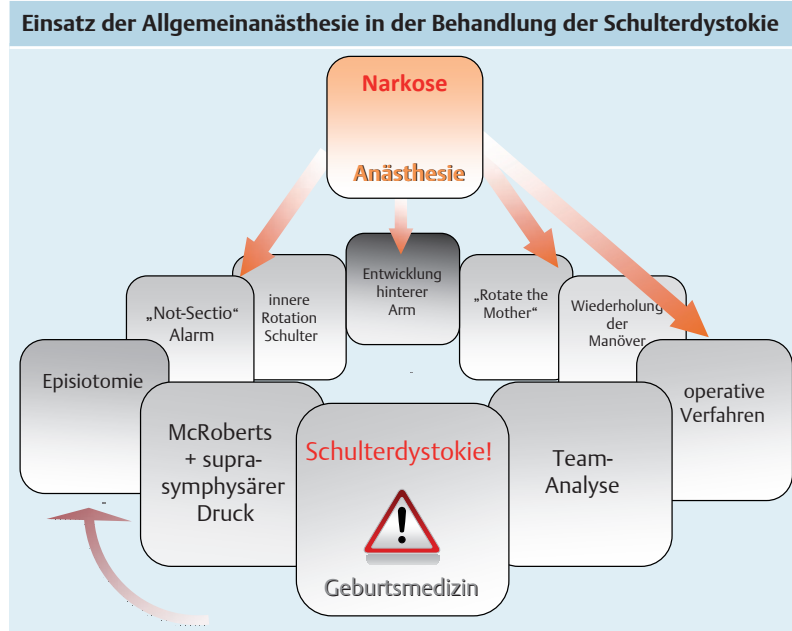 Einsatz der Allgemeinanästhesie in der Behandlung der Schulterdystokie
Narkose
Anästhesie
Entwicklung
hinterer
Arm
innere
Rotation
Schulter
„Rotate the
Mother“
„Not-Sectio“
Alarm
Wiederholung
der
Manöver
Episiotomie
operative
Verfahren
McRoberts
+ supra-
symphysärer
Druck
Schulterdystokie!
!
Geburtsmedizin
Team-
Analyse